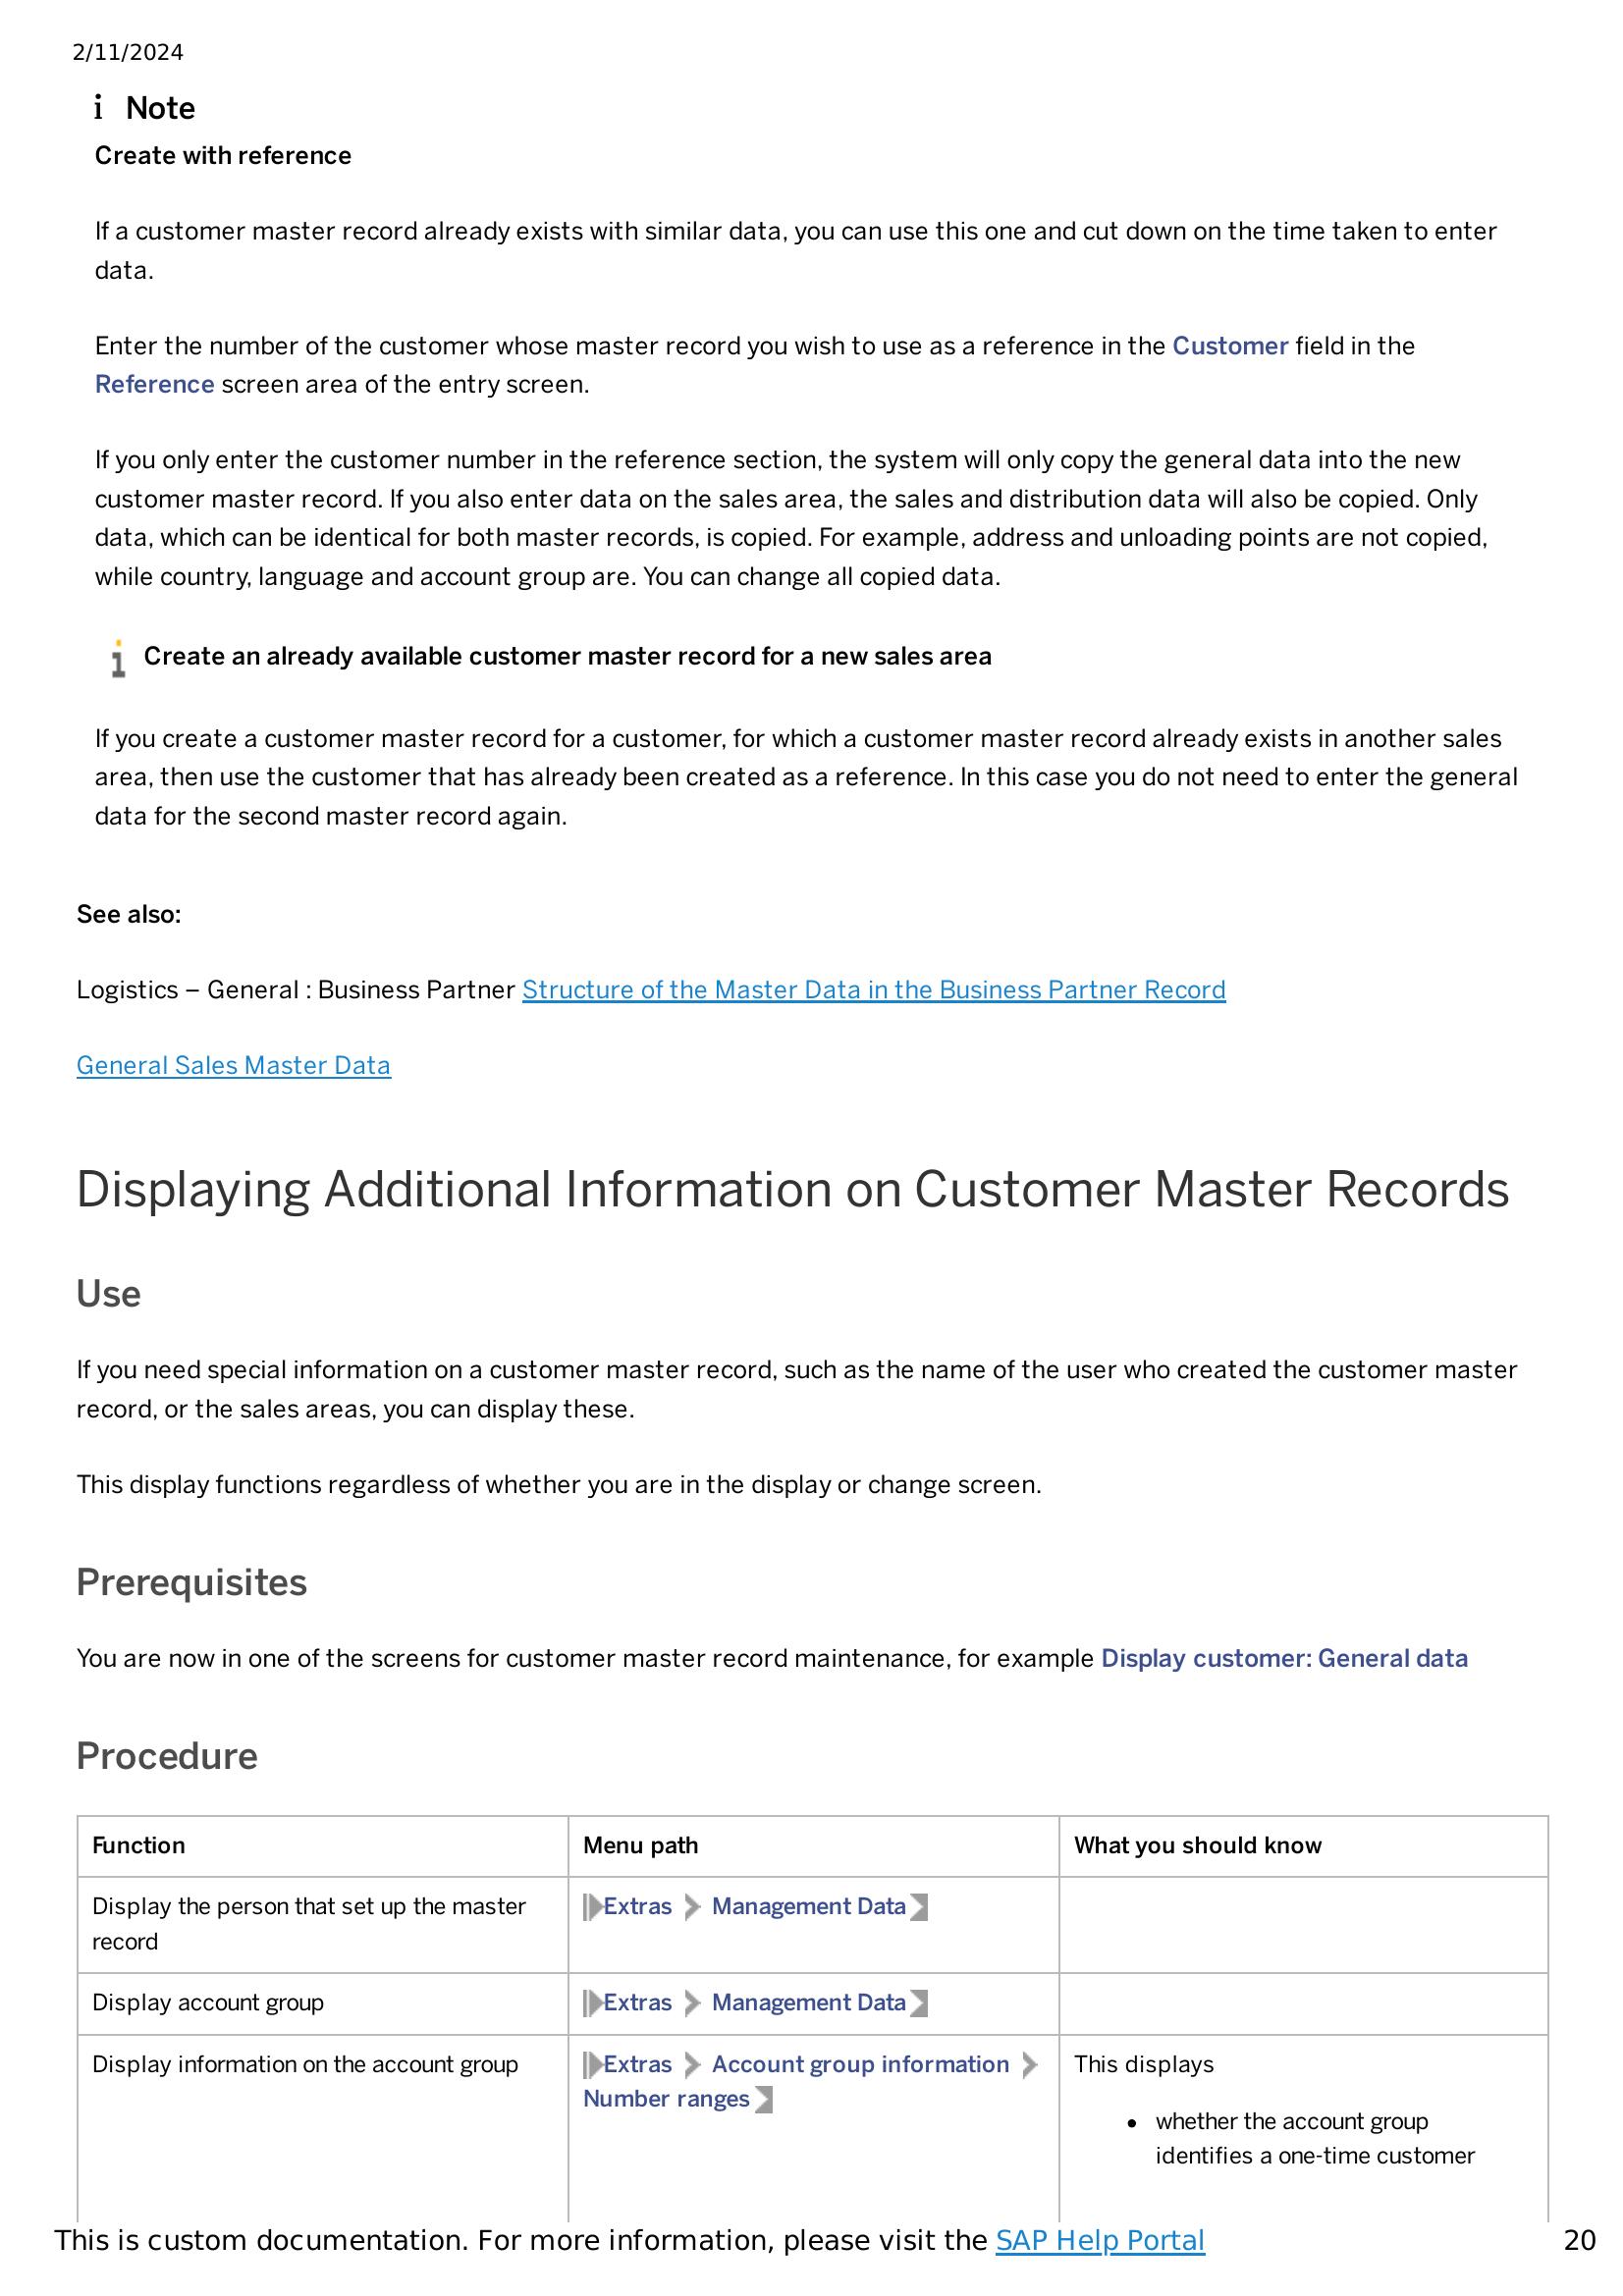 2/11/2024
i Note
Create with reference
If a customer master record already exists with similar data, you can use this one and cut down on the time taken to enter
data.
Enter the number of the customer whose master record you wish to use as a reference in the Customer field in the
Reference screen area of the entry screen.
If you only enter the customer number in the reference section, the system will only copy the general data into the new
customer master record. If you also enter data on the sales area, the sales and distribution data will also be copied. Only
data, which can be identical for both master records, is copied. For example, address and unloading points are not copied,
while country, language and account group are. You can change all copied data.
i Create an already available customer master record for a new sales area
If you create a customer master record for a customer, for which a customer master record already exists in another sales
area, then use the customer that has already been created as a reference. In this case you do not need to enter the general
data for the second master record again.
See also:
Logistics – General : Business Partner Structure of the Master Data in the Business Partner Record
General Sales Master Data
Displaying Additional Information on Customer Master Records
Use
If you need special information on a customer master record, such as the name of the user who created the customer master
record, or the sales areas, you can display these.
This display functions regardless of whether you are in the display or change screen.
Prerequisites
You are now in one of the screens for customer master record maintenance, for example Display customer: General data
Procedure
Function Menu path What you should know
Display the person that set up the master
record
Extras Management Data
Display account group Extras Management Data
Display information on the account group
Extras Account group information
Number ranges
This displays
• whether the account group
identifies a one-time customer
This is custom documentation. For more information, please visit the SAP Help Portal 20